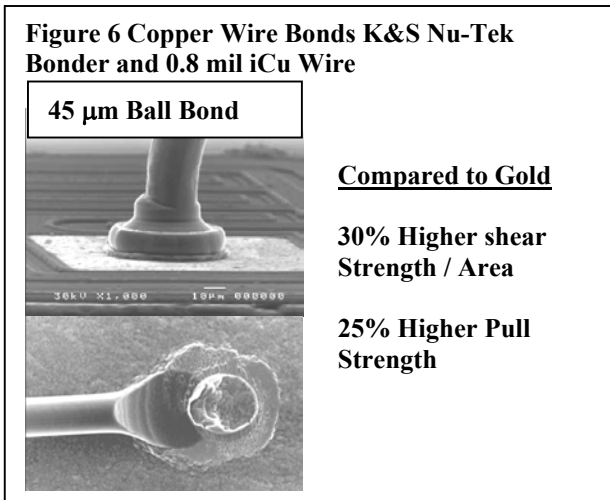 Figure 6 Copper Wire Bonds K&S Nu-Tek
Bonder and 0.8 mil iCu Wire
45 μm Ball Bond
Compared to Gold
30% Higher shear
Strength / Area
25% Higher Pull
Strength
30kV X1,000 10μm 000000